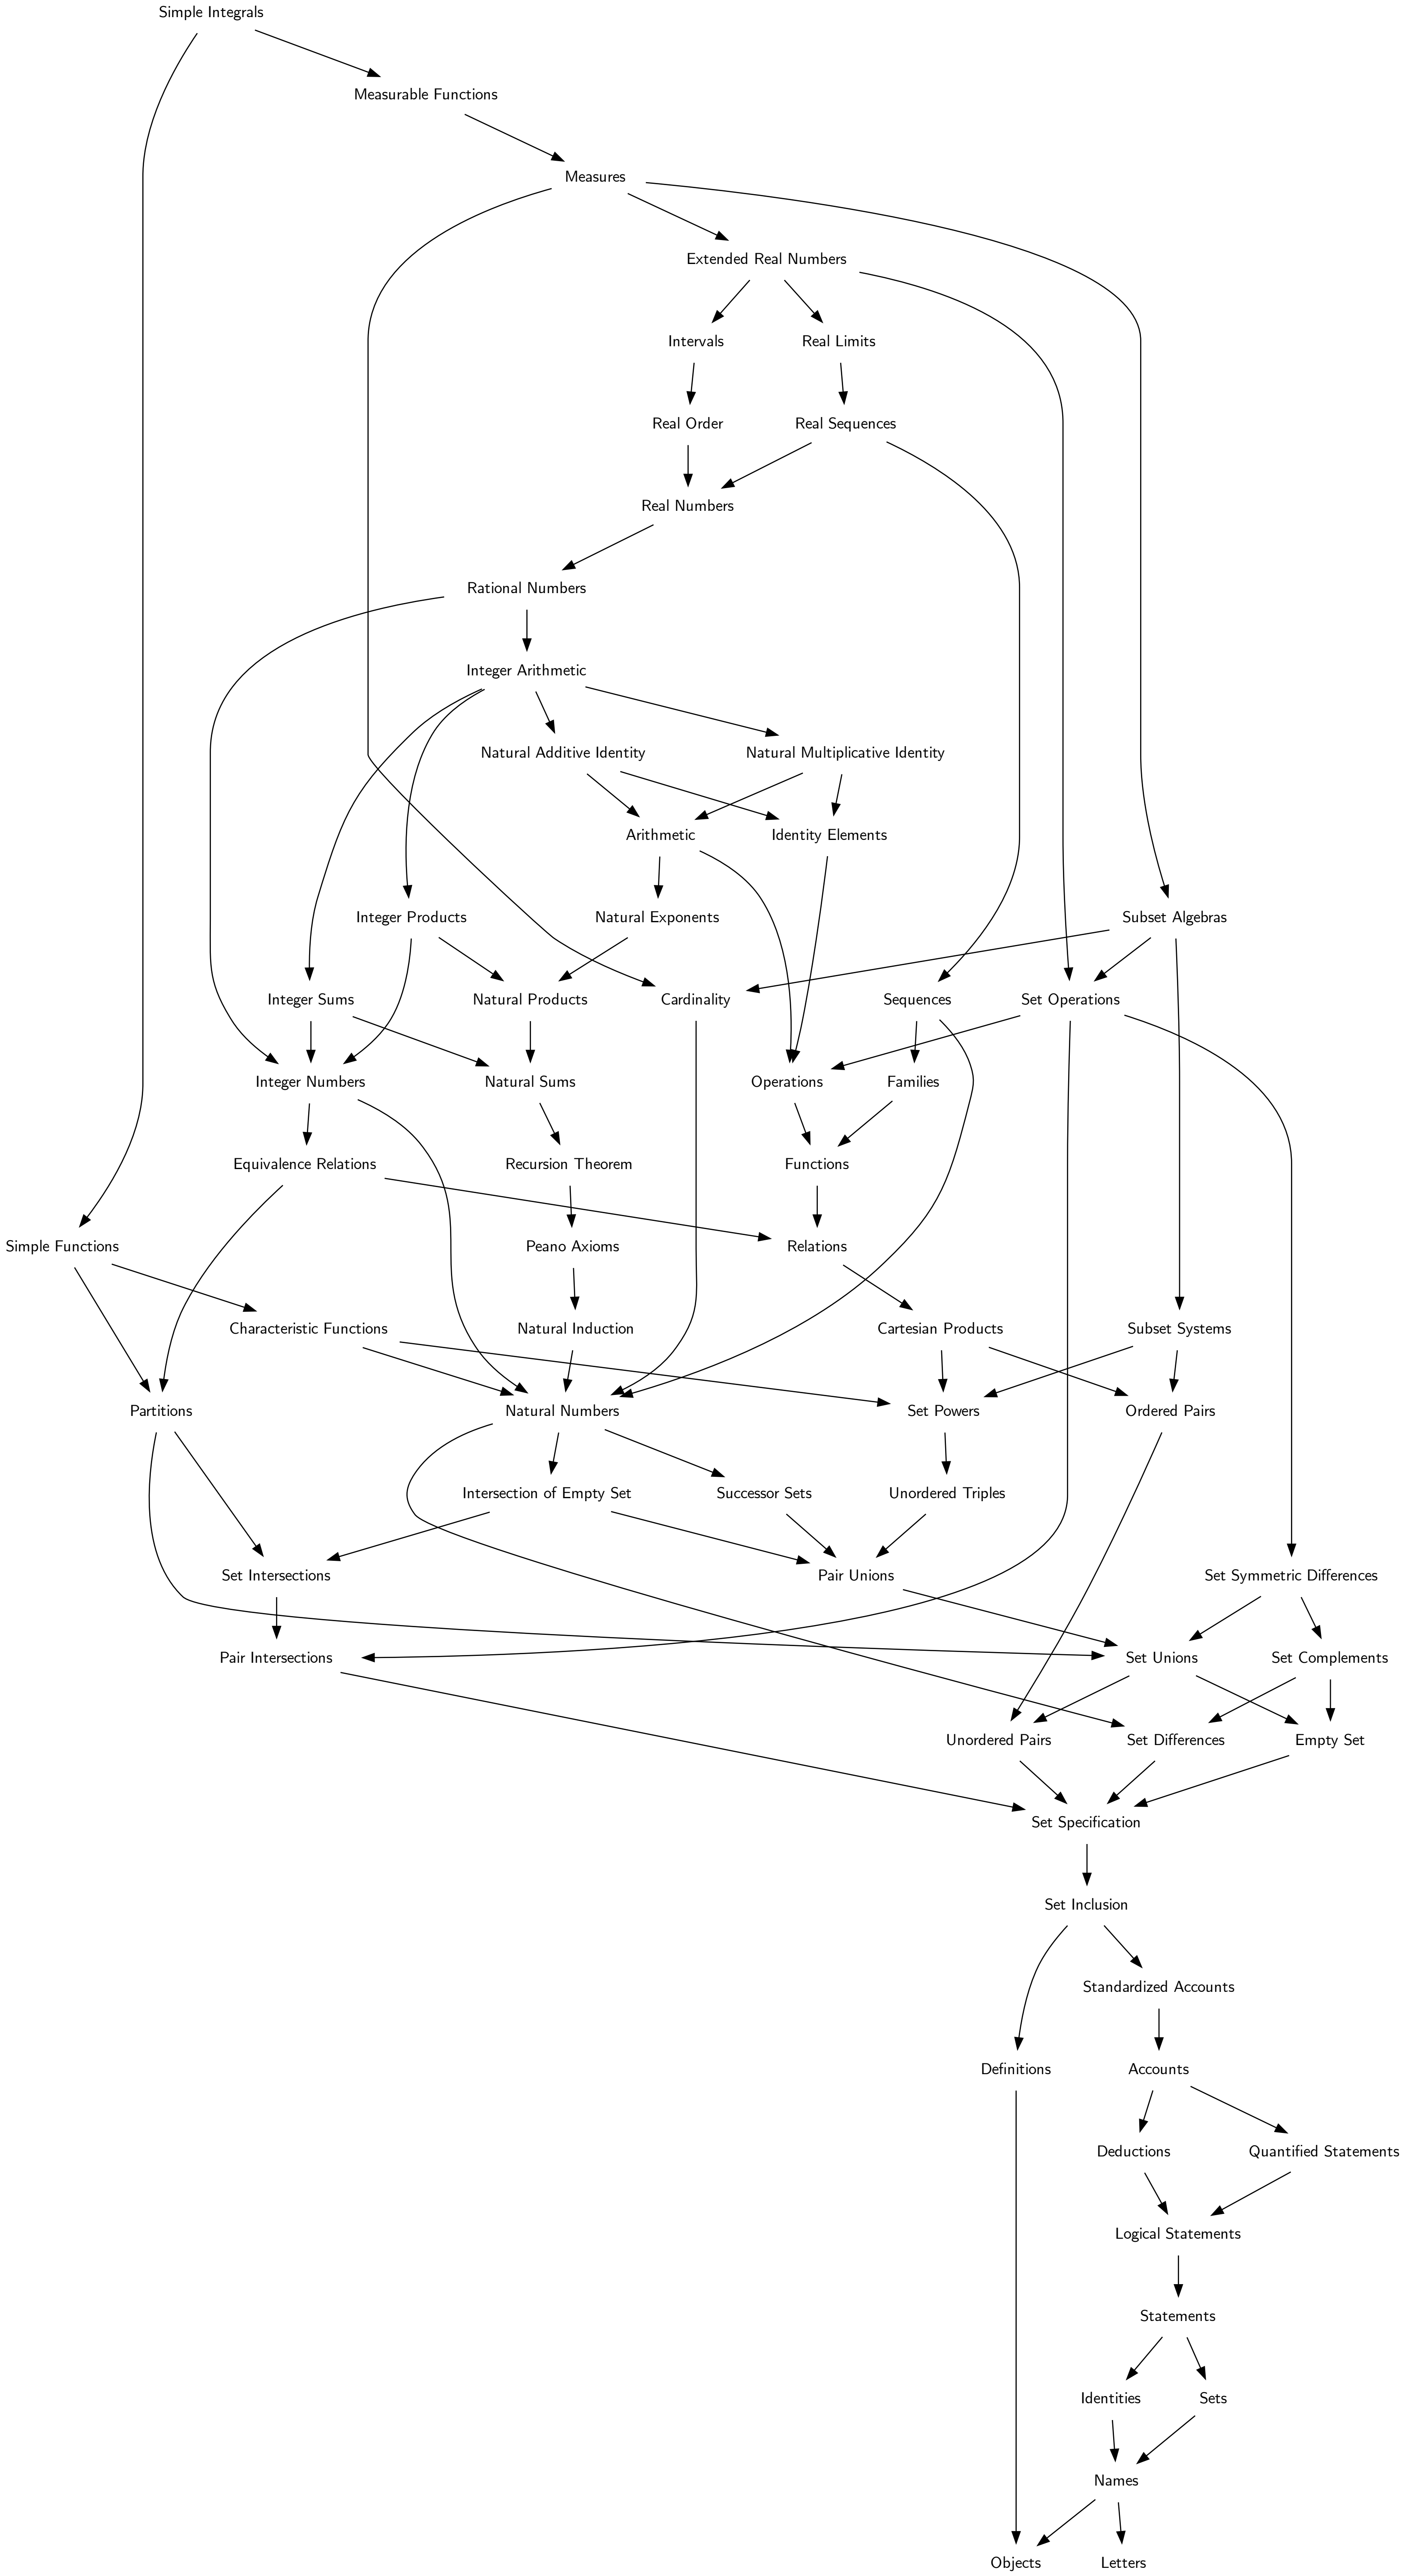 Simple Integrals
Measurable Functions
Measures
Extended Real Numbers
Intervals
Real Limits
Real Order
Real Sequences
Real Numbers
Rational Numbers
Integer Arithmetic
Natural Additive Identity
Natural Multiplicative Identity
Arithmetic
Identity Elements
Integer Products
Natural Exponents
Subset Algebras
Integer Sums
Natural Products
Cardinality
Sequences
Set Operations
Integer Numbers
Natural Sums
Operations
Families
Equivalence Relations
Recursion Theorem
Functions
Simple Functions
Peano Axioms
Relations
Characteristic Functions
Natural Induction
Cartesian Products
Subset Systems
Partitions
Natural Numbers
Set Powers
Ordered Pairs
Intersection of Empty Set
Successor Sets
Unordered Triples
Set Intersections
Pair Unions
Set Symmetric Differences
Pair Intersections
Set Unions
Set Complements
Unordered Pairs
Set Differences
Empty Set
Set Specification
Set Inclusion
Standardized Accounts
Definitions
Accounts
Deductions
Quantified Statements
Logical Statements
Statements
Identities
Sets
Names
Objects
Letters